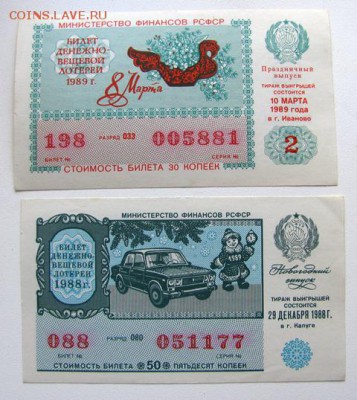 COINS.LAVE.RU
МИНИСТЕРСТВО ФИНАНСОВ РСФСР
БИЛЕТ
ДЕНЕЖНО-
ВЕЩЕВОЙ
ЛОТЕРЕИ
1989 г.
8 Марта
Праздничный
выпуск
ТИРАЖ ВЫИГРЫШЕЙ
СОСТОИТСЯ
10 МАРТА
1989 года
в г. Иваново
198 РАЗРЯД 033 005881
БИЛЕТ № СЕРИЯ №
2
СТОИМОСТЬ БИЛЕТА 30 КОПЕЕК
МИНИСТЕРСТВО ФИНАНСОВ РСФСР
БИЛЕТ
ДЕНЕЖНО-
ВЕЩЕВОЙ
ЛОТЕРЕИ
1988 г.
1989
Новогодний
выпуск
ТИРАЖ ВЫИГРЫШЕЙ
СОСТОИТСЯ
29 ДЕКАБРЯ 1988 Г.
в г. Калуге
088 РАЗРЯД 080 051177
БИЛЕТ № СЕРИЯ №
СТОИМОСТЬ БИЛЕТА 50 ПЯТЬДЕСЯТ КОПЕЕК